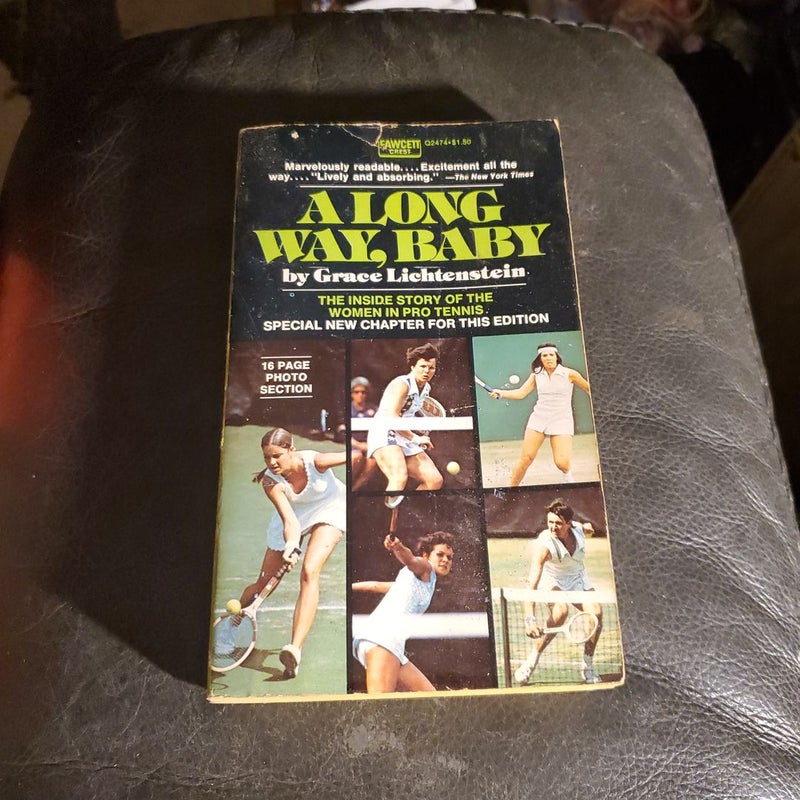 FAWCETT
CREST
Q2474•$1.50
Marvelously readable.... Excitement all the
way.... "Lively and absorbing." —The New York Times
A LONG
WAY, BABY
by Grace Lichtenstein
THE INSIDE STORY OF THE
WOMEN IN PRO TENNIS.
SPECIAL NEW CHAPTER FOR THIS EDITION
16 PAGE
PHOTO
SECTION